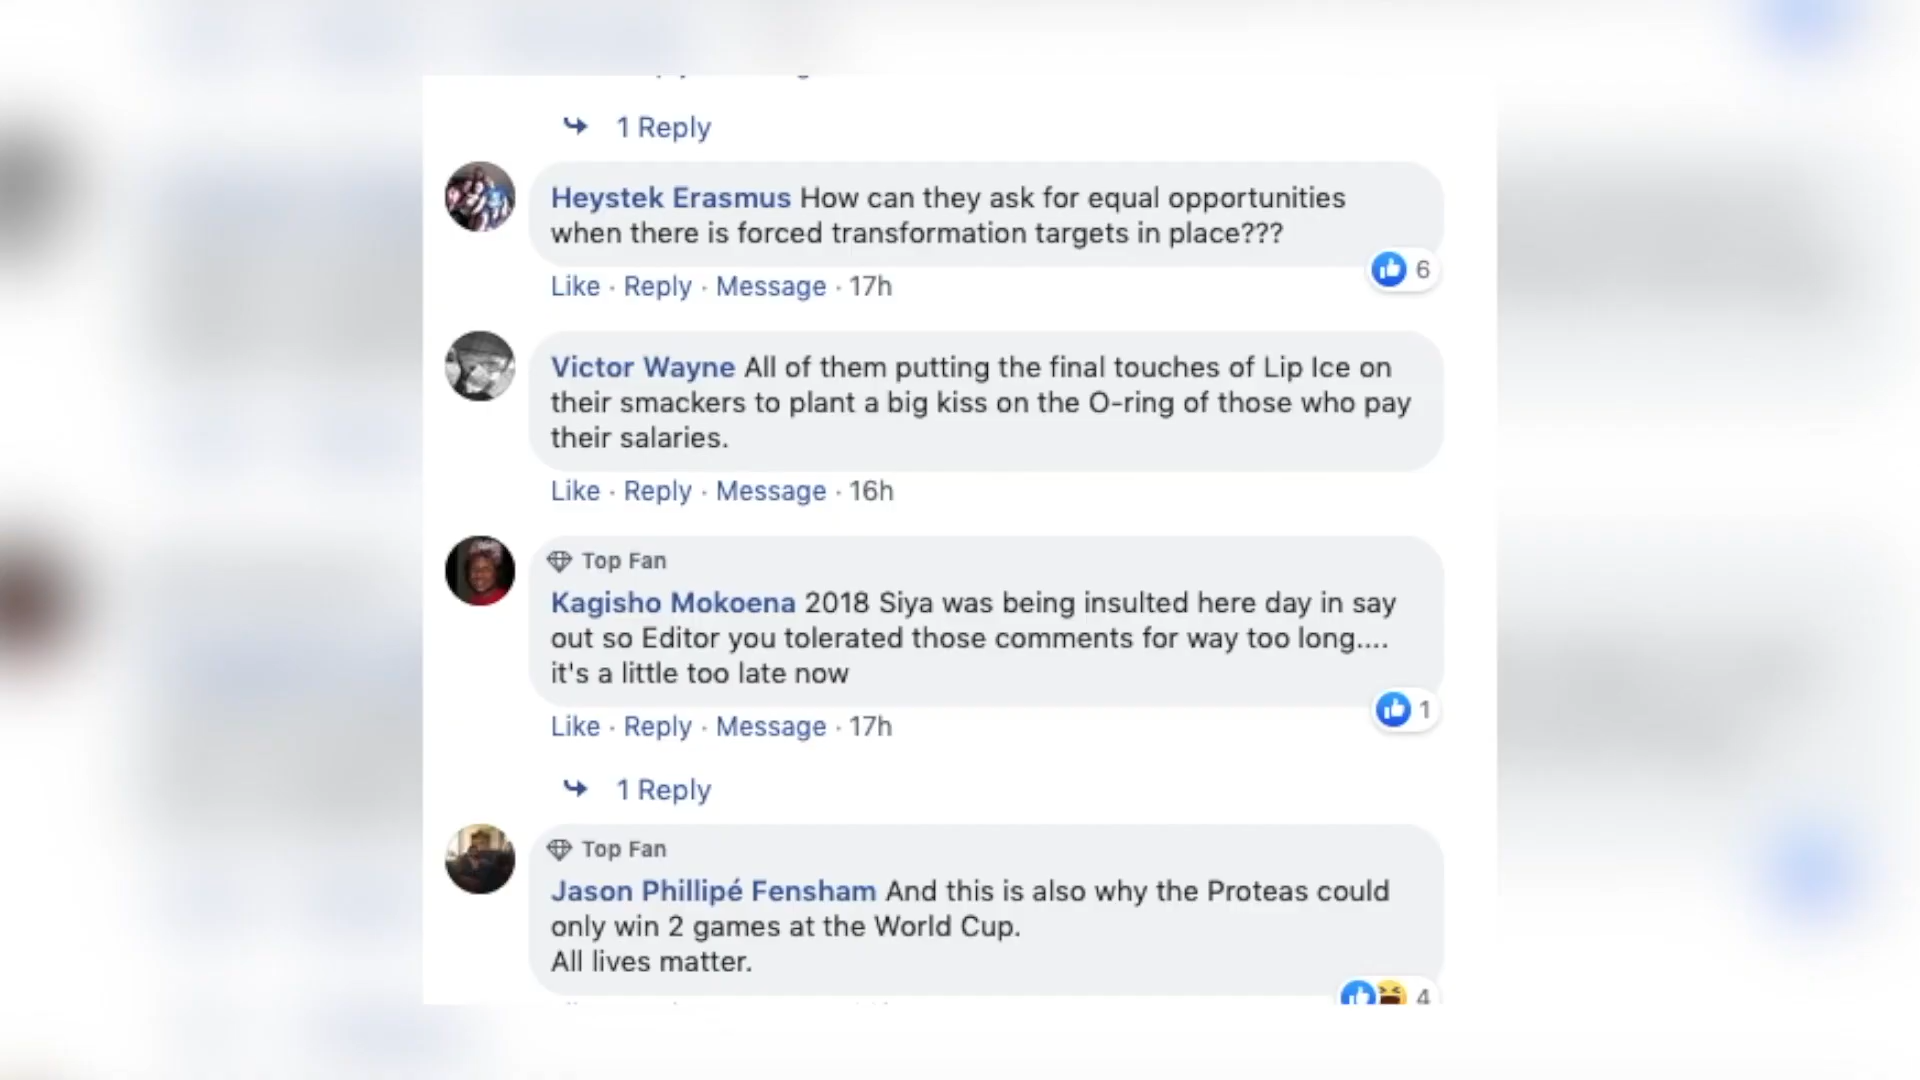 1 Reply
Heystek Erasmus How can they ask for equal opportunities
when there is forced transformation targets in place???
6
Like · Reply · Message · 17h
Victor Wayne All of them putting the final touches of Lip Ice on
their smackers to plant a big kiss on the O-ring of those who pay
their salaries.
Like · Reply · Message · 16h
Top Fan
Kagisho Mokoena 2018 Siya was being insulted here day in say
out so Editor you tolerated those comments for way too long....
it's a little too late now
1
Like · Reply · Message · 17h
1 Reply
Top Fan
Jason Phillipé Fensham And this is also why the Proteas could
only win 2 games at the World Cup.
All lives matter.
4